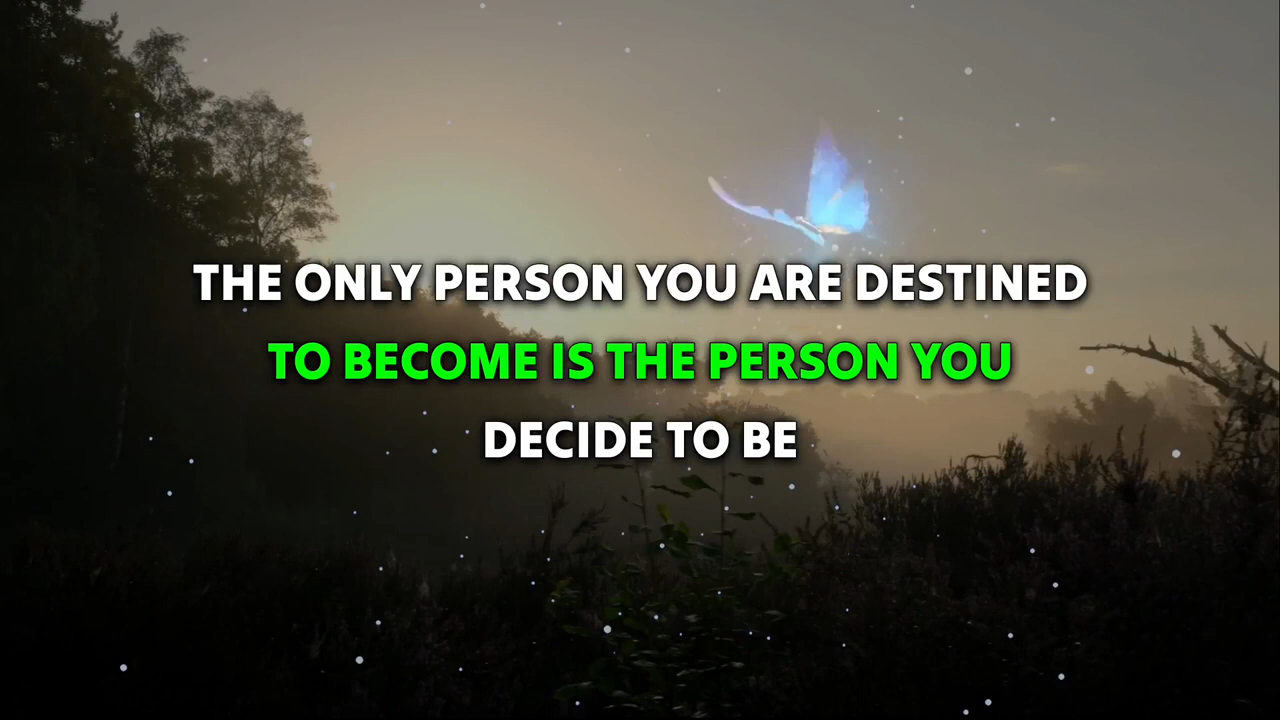 THE ONLY PERSON YOU ARE DESTINED
TO BECOME IS THE PERSON YOU
DECIDE TO BE